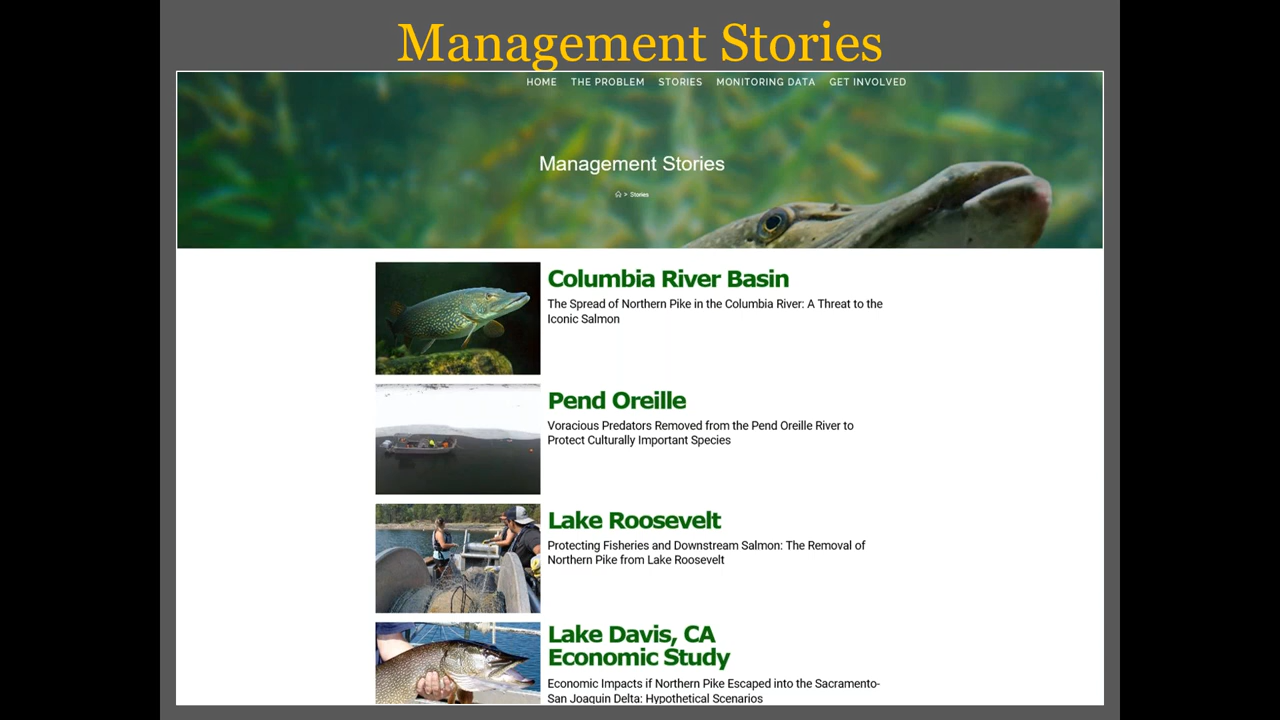 Management Stories
HOME THE PROBLEM STORIES MONITORING DATA GET INVOLVED
Management Stories
> Stories
Columbia River Basin
The Spread of Northern Pike in the Columbia River: A Threat to the
Iconic Salmon
Pend Oreille
Voracious Predators Removed from the Pend Oreille River to
Protect Culturally Important Species
Lake Roosevelt
Protecting Fisheries and Downstream Salmon: The Removal of
Northern Pike from Lake Roosevelt
Lake Davis, CA
Economic Study
Economic Impacts if Northern Pike Escaped into the Sacramento-
San Joaquin Delta: Hypothetical Scenarios